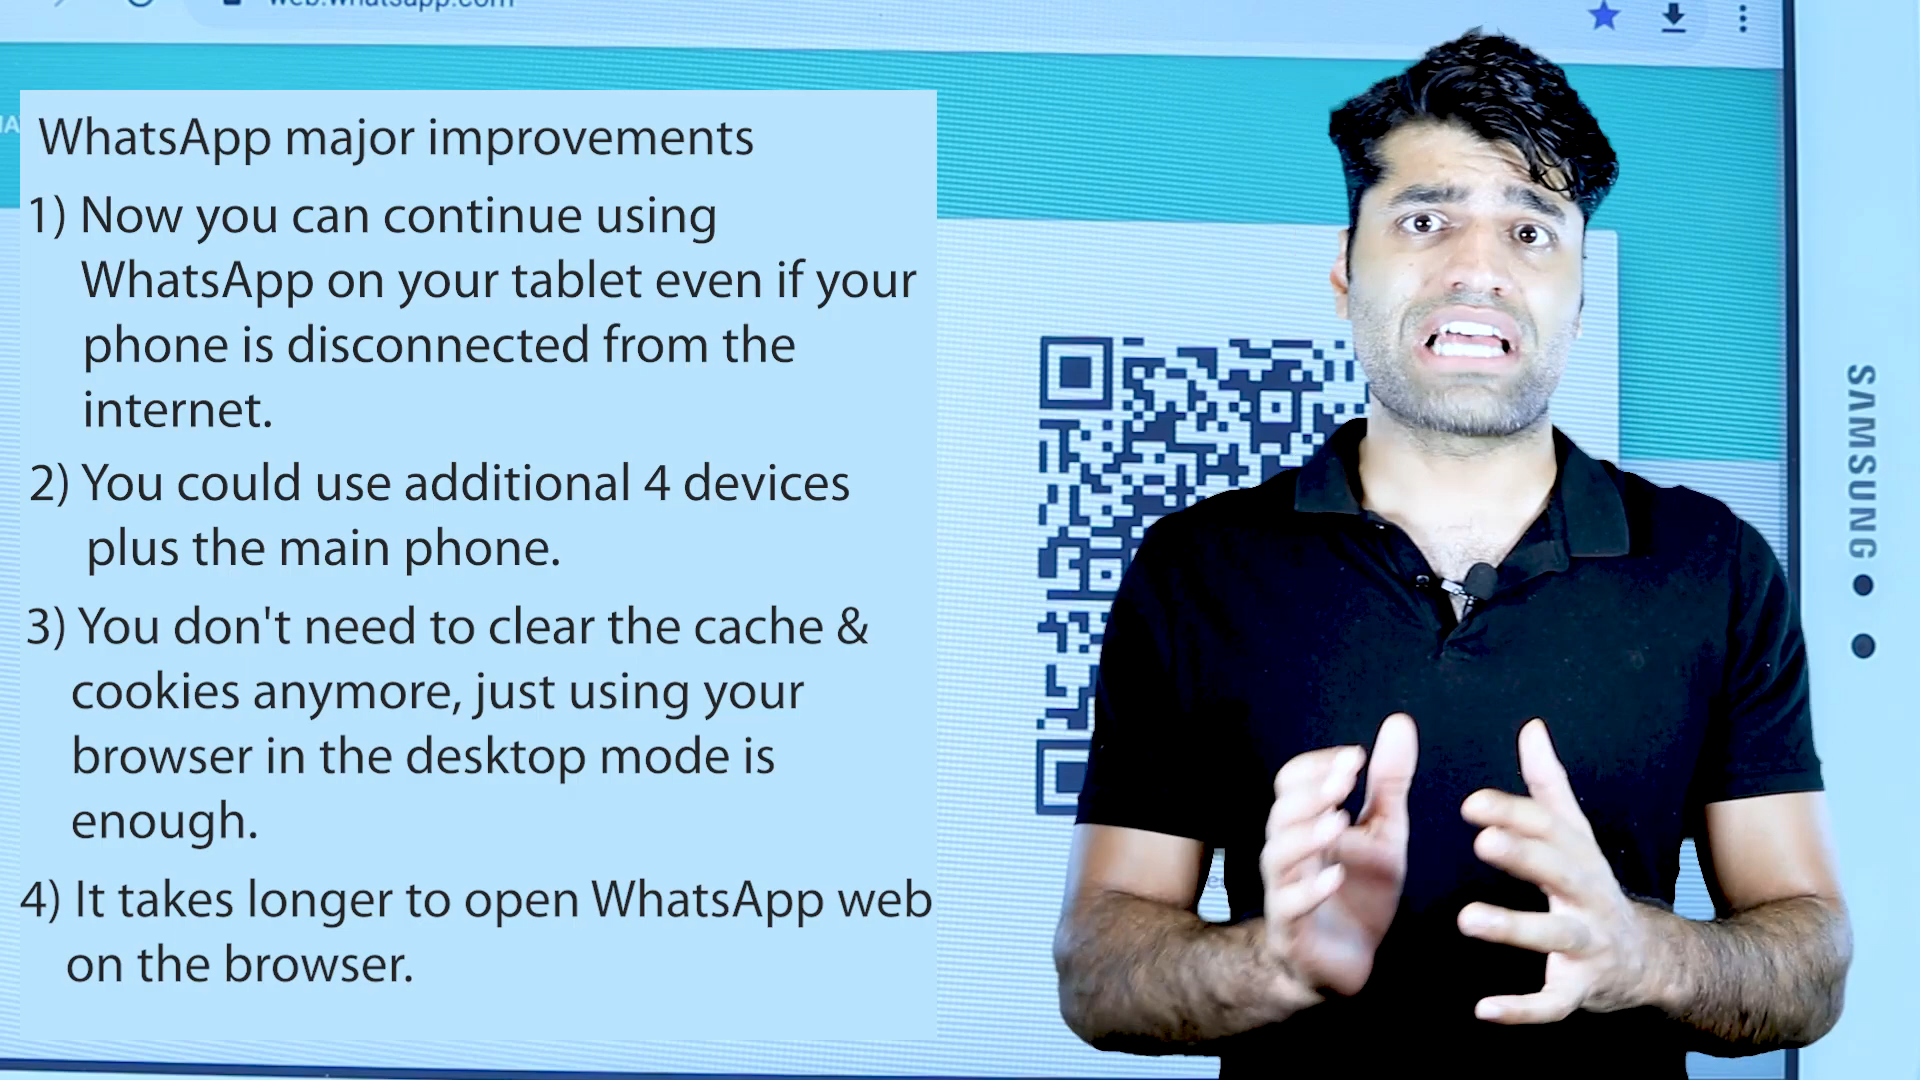 web.whatsapp.com
WhatsApp major improvements
1) Now you can continue using
WhatsApp on your tablet even if your
phone is disconnected from the
internet.
2) You could use additional 4 devices
plus the main phone.
3) You don't need to clear the cache &
cookies anymore, just using your
browser in the desktop mode is
enough.
4) It takes longer to open WhatsApp web
on the browser.
SAMSUNG